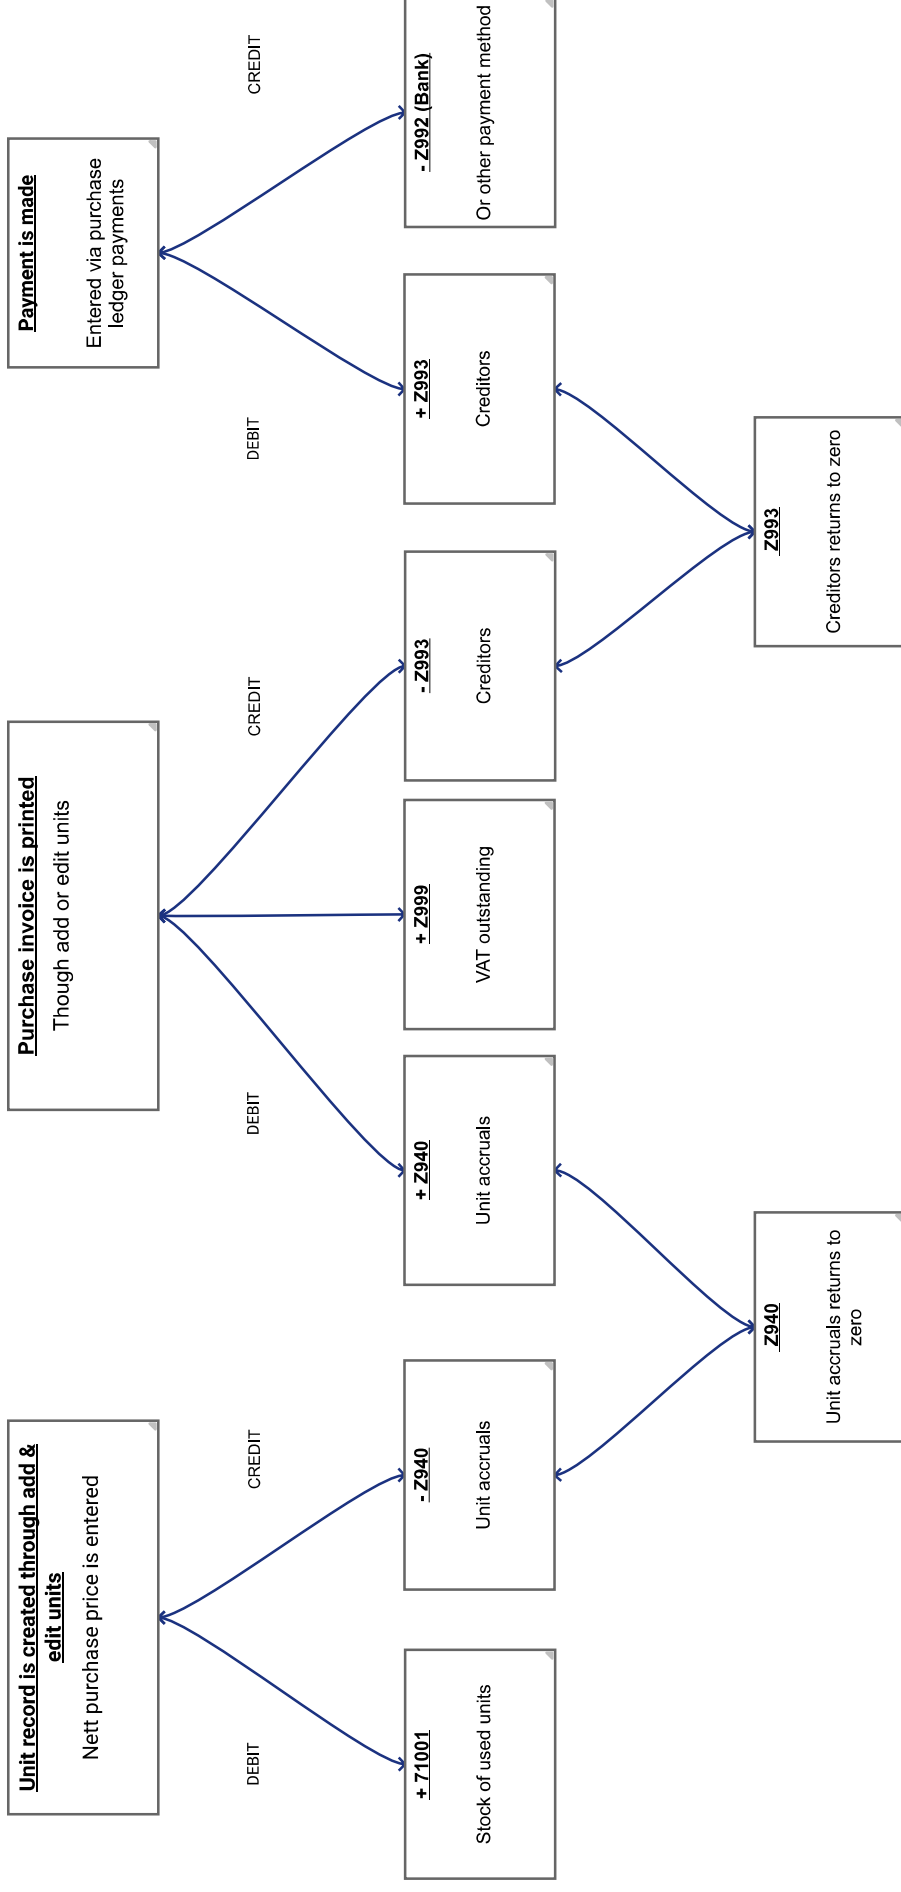 Unit record is created through add &
edit units
Nett purchase price is entered
Purchase invoice is printed
Though add or edit units
Payment is made
Entered via purchase
ledger payments
DEBIT
CREDIT
DEBIT
CREDIT
DEBIT
CREDIT
+ 71001
Stock of used units
- Z940
Unit accruals
+ Z940
Unit accruals
+ Z999
VAT outstanding
- Z993
Creditors
+ Z993
Creditors
- Z992 (Bank)
Or other payment method
Z940
Unit accruals returns to
zero
Z993
Creditors returns to zero